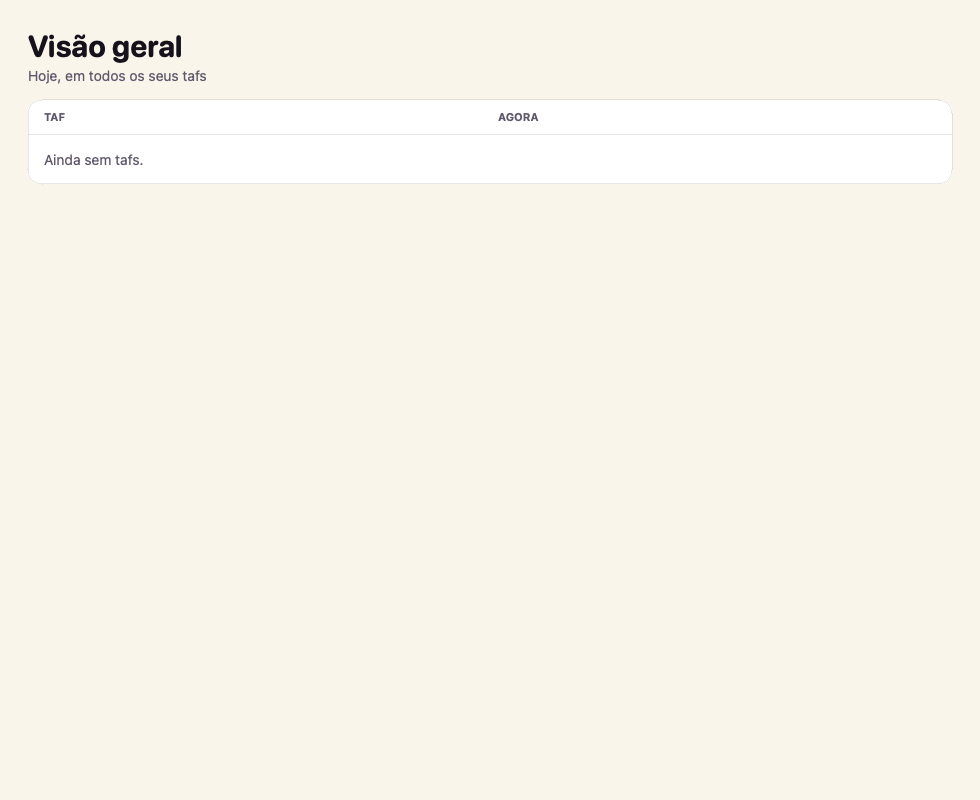 Visão geral
Hoje, em todos os seus tafs
TAF
AGORA
Ainda sem tafs.